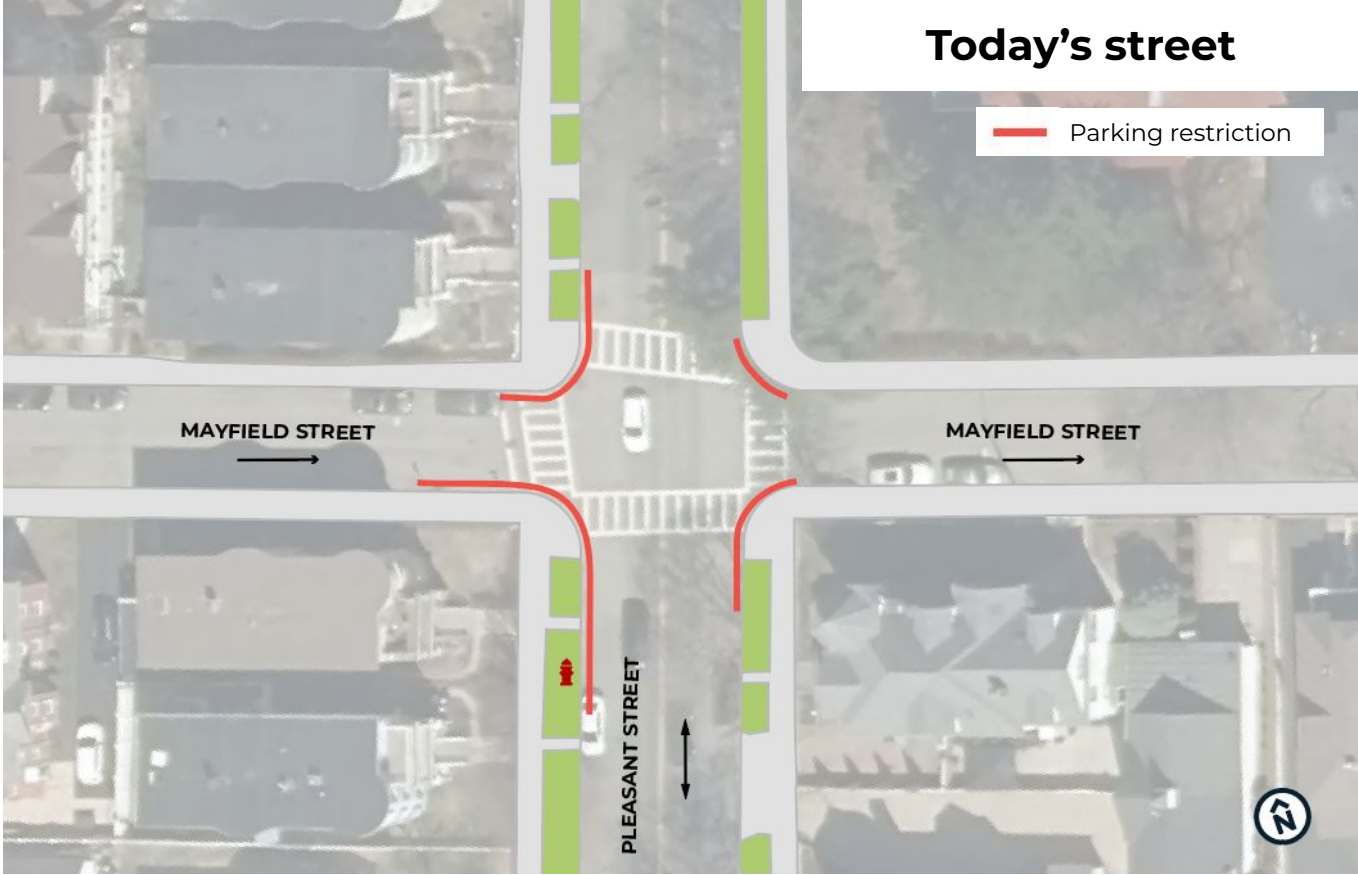 Today's street
Parking restriction
MAYFIELD STREET
MAYFIELD STREET
PLEASANT STREET
N